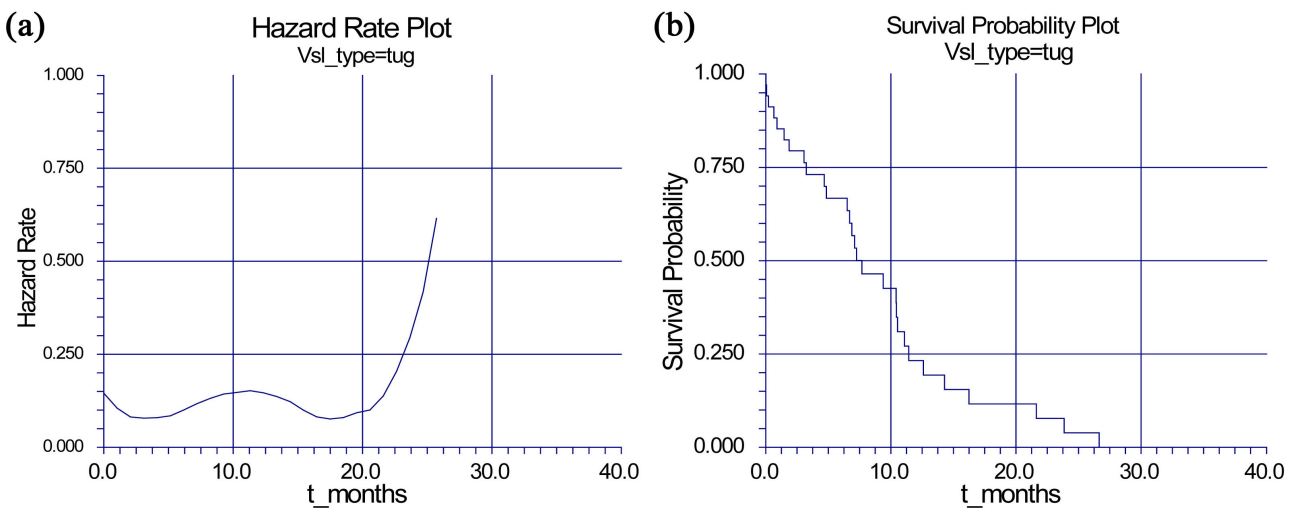 (a)
Hazard Rate Plot
Vsl_type=tug
Hazard Rate
1.000
0.750
0.500
0.250
0.000
0.0 10.0 20.0 30.0 40.0
t_months
(b)
Survival Probability Plot
Vsl_type=tug
Survival Probability
1.000
0.750
0.500
0.250
0.000
0.0 10.0 20.0 30.0 40.0
t_months